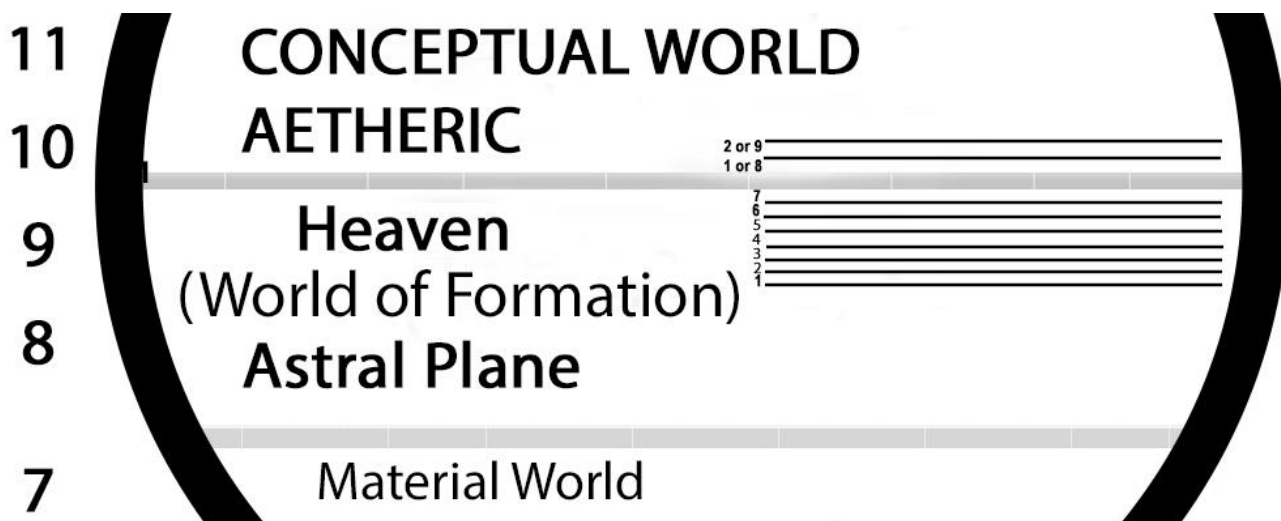 11 CONCEPTUAL WORLD
10 AETHERIC
2 or 9
1 or 8
7
6
9 Heaven
5
4
3
2
1
(World of Formation)
8 Astral Plane
7 Material World